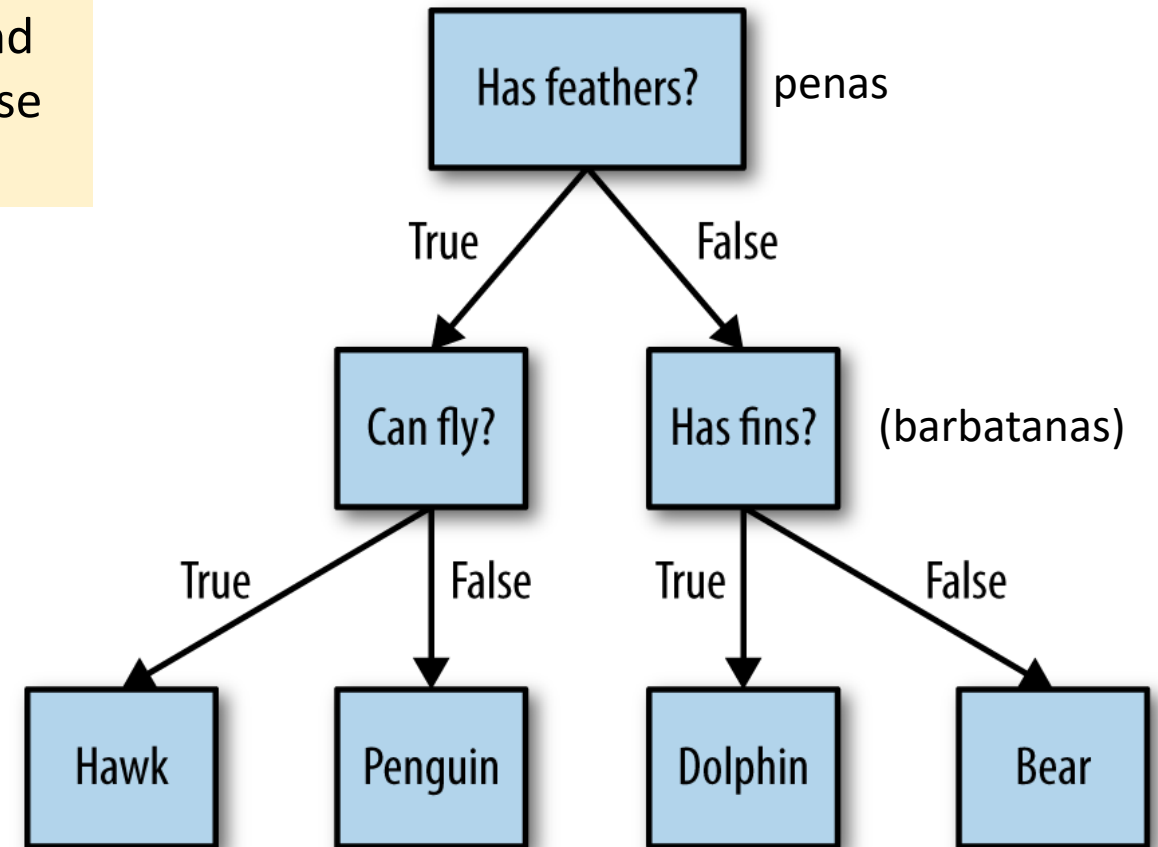 Has feathers?
penas
True
False
Can fly?
Has fins?
(barbatanas)
True
False
True
False
Hawk
Penguin
Dolphin
Bear